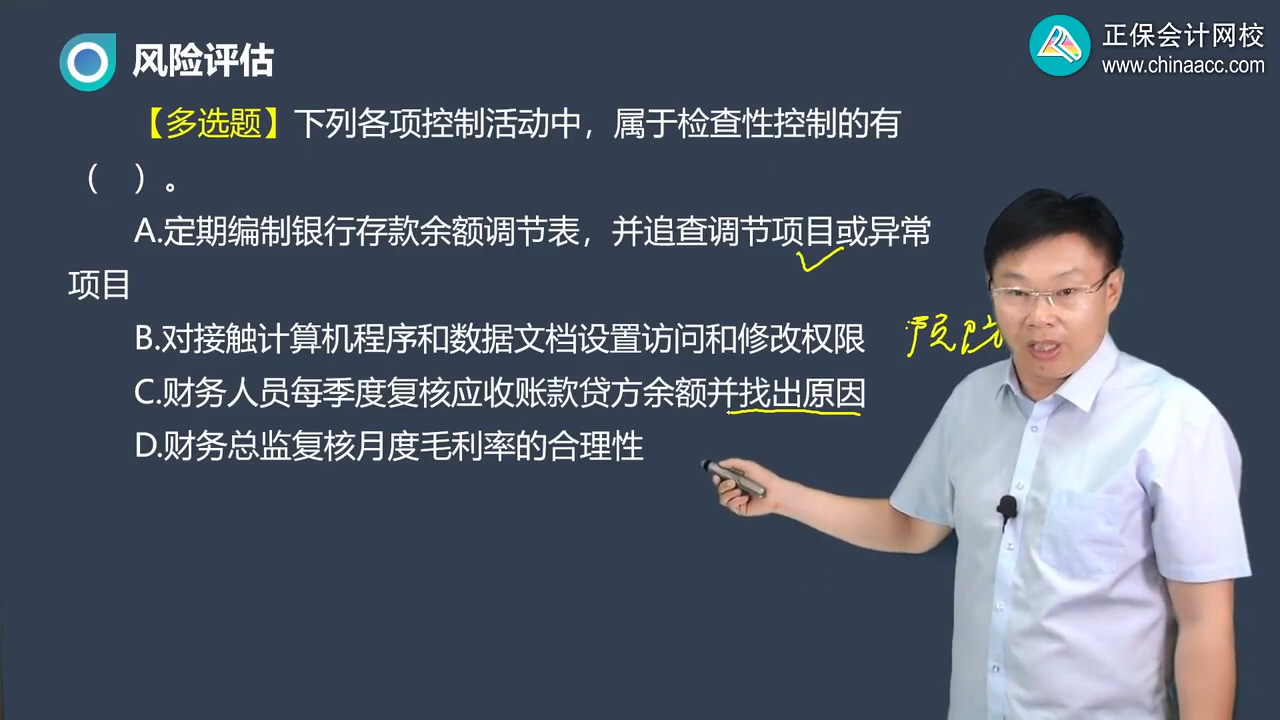 风险评估
正保会计网校
www.chinaacc.com
【多选题】下列各项控制活动中，属于检查性控制的有
（ ）。
A.定期编制银行存款余额调节表，并追查调节项目或异常
项目
B.对接触计算机程序和数据文档设置访问和修改权限
预防
C.财务人员每季度复核应收账款贷方余额并找出原因
D.财务总监复核月度毛利率的合理性